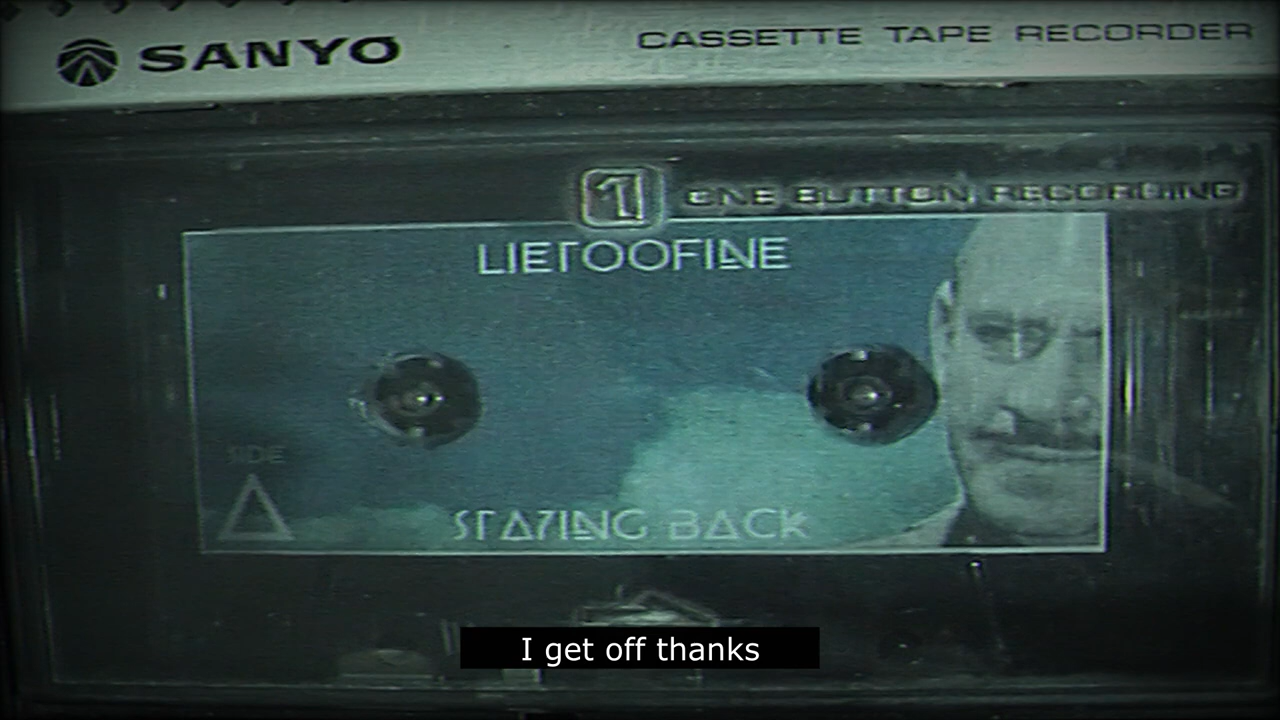 SANYO
CASSETTE TAPE RECORDER
1 ONE BUTTON RECORDING
LIETOOFINE
SIDE
A
STAYING BACK
I get off thanks